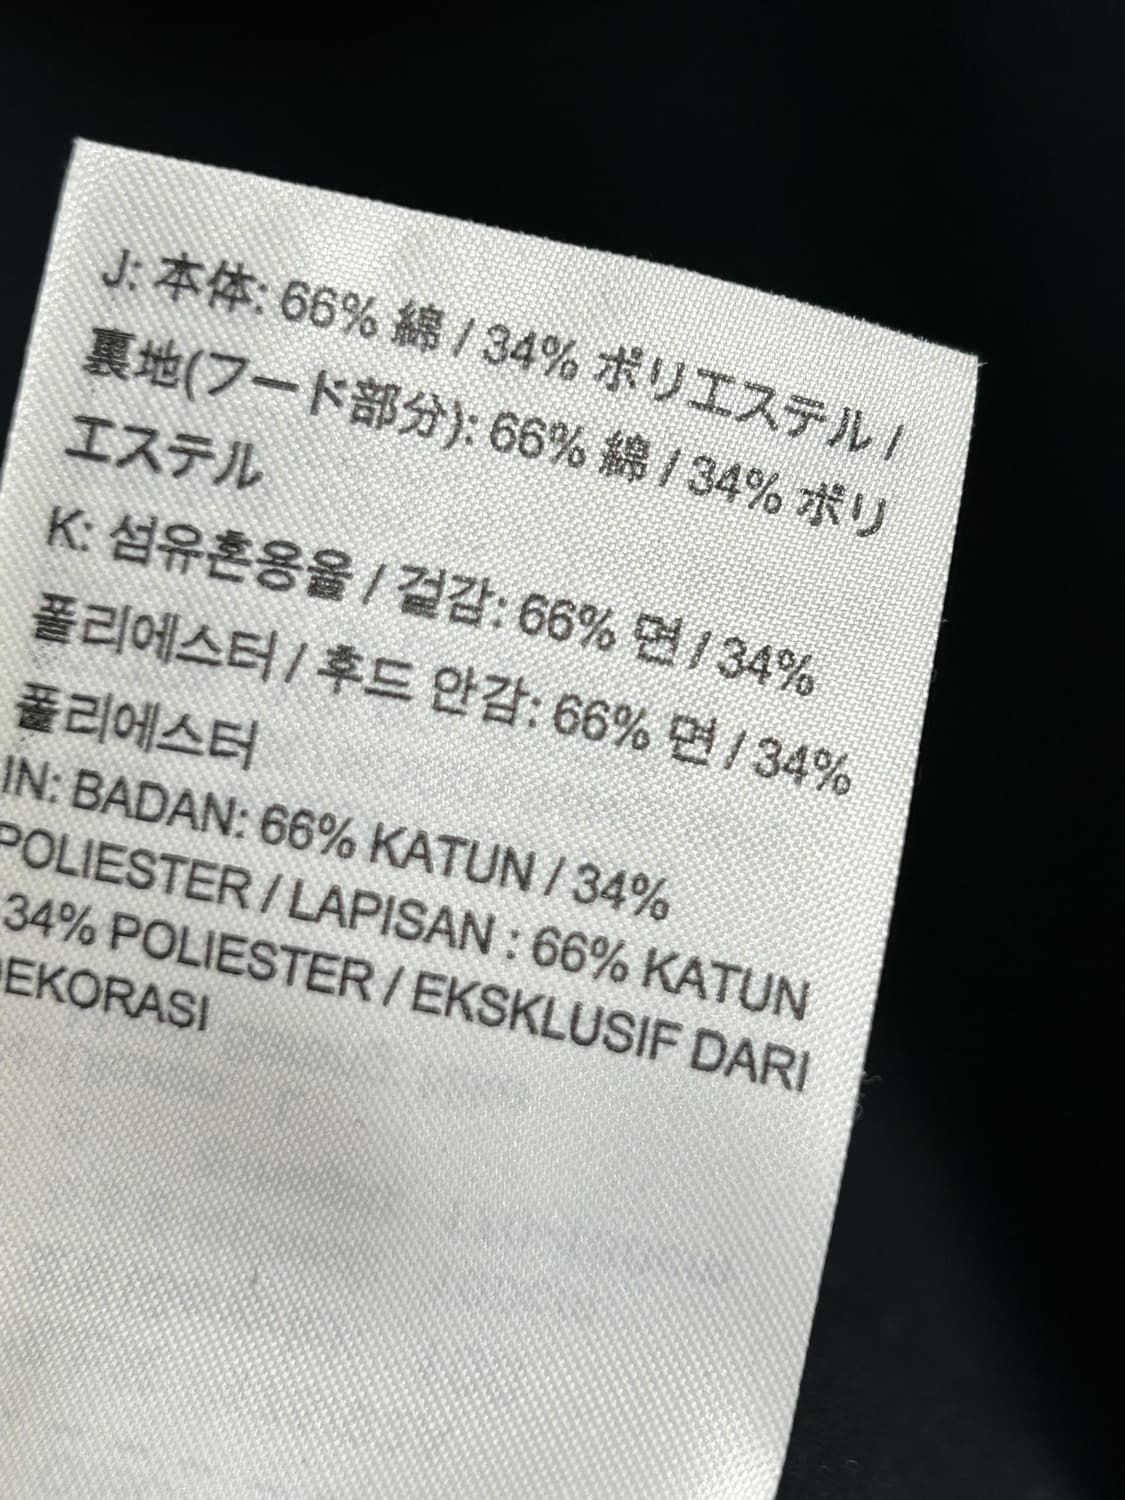 J: 本体: 66% 綿 / 34% ポリエステル /
裏地(フード部分): 66% 綿 / 34% ポリ
エステル
K: 섬유혼용율 / 겉감: 66% 면 / 34%
폴리에스터 / 후드 안감: 66% 면 / 34%
폴리에스터
IN: BADAN: 66% KATUN / 34%
POLIESTER / LAPISAN : 66% KATUN
34% POLIESTER / EKSKLUSIF DARI
DEKORASI